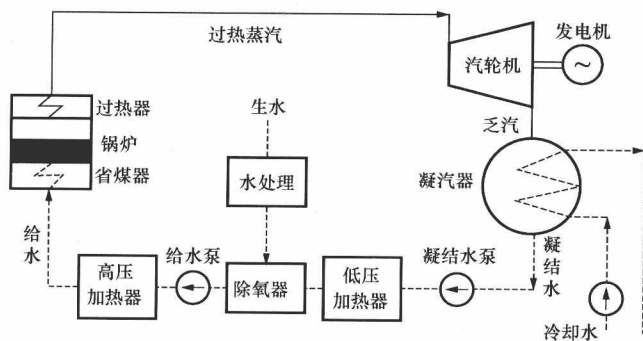 过热蒸汽
发电机
汽轮机
~
过热器
锅炉
省煤器
生水
乏汽
水处理
凝汽器
给水
高压
加热器
给水泵
除氧器
低压
加热器
凝结水泵
凝结水
冷却水